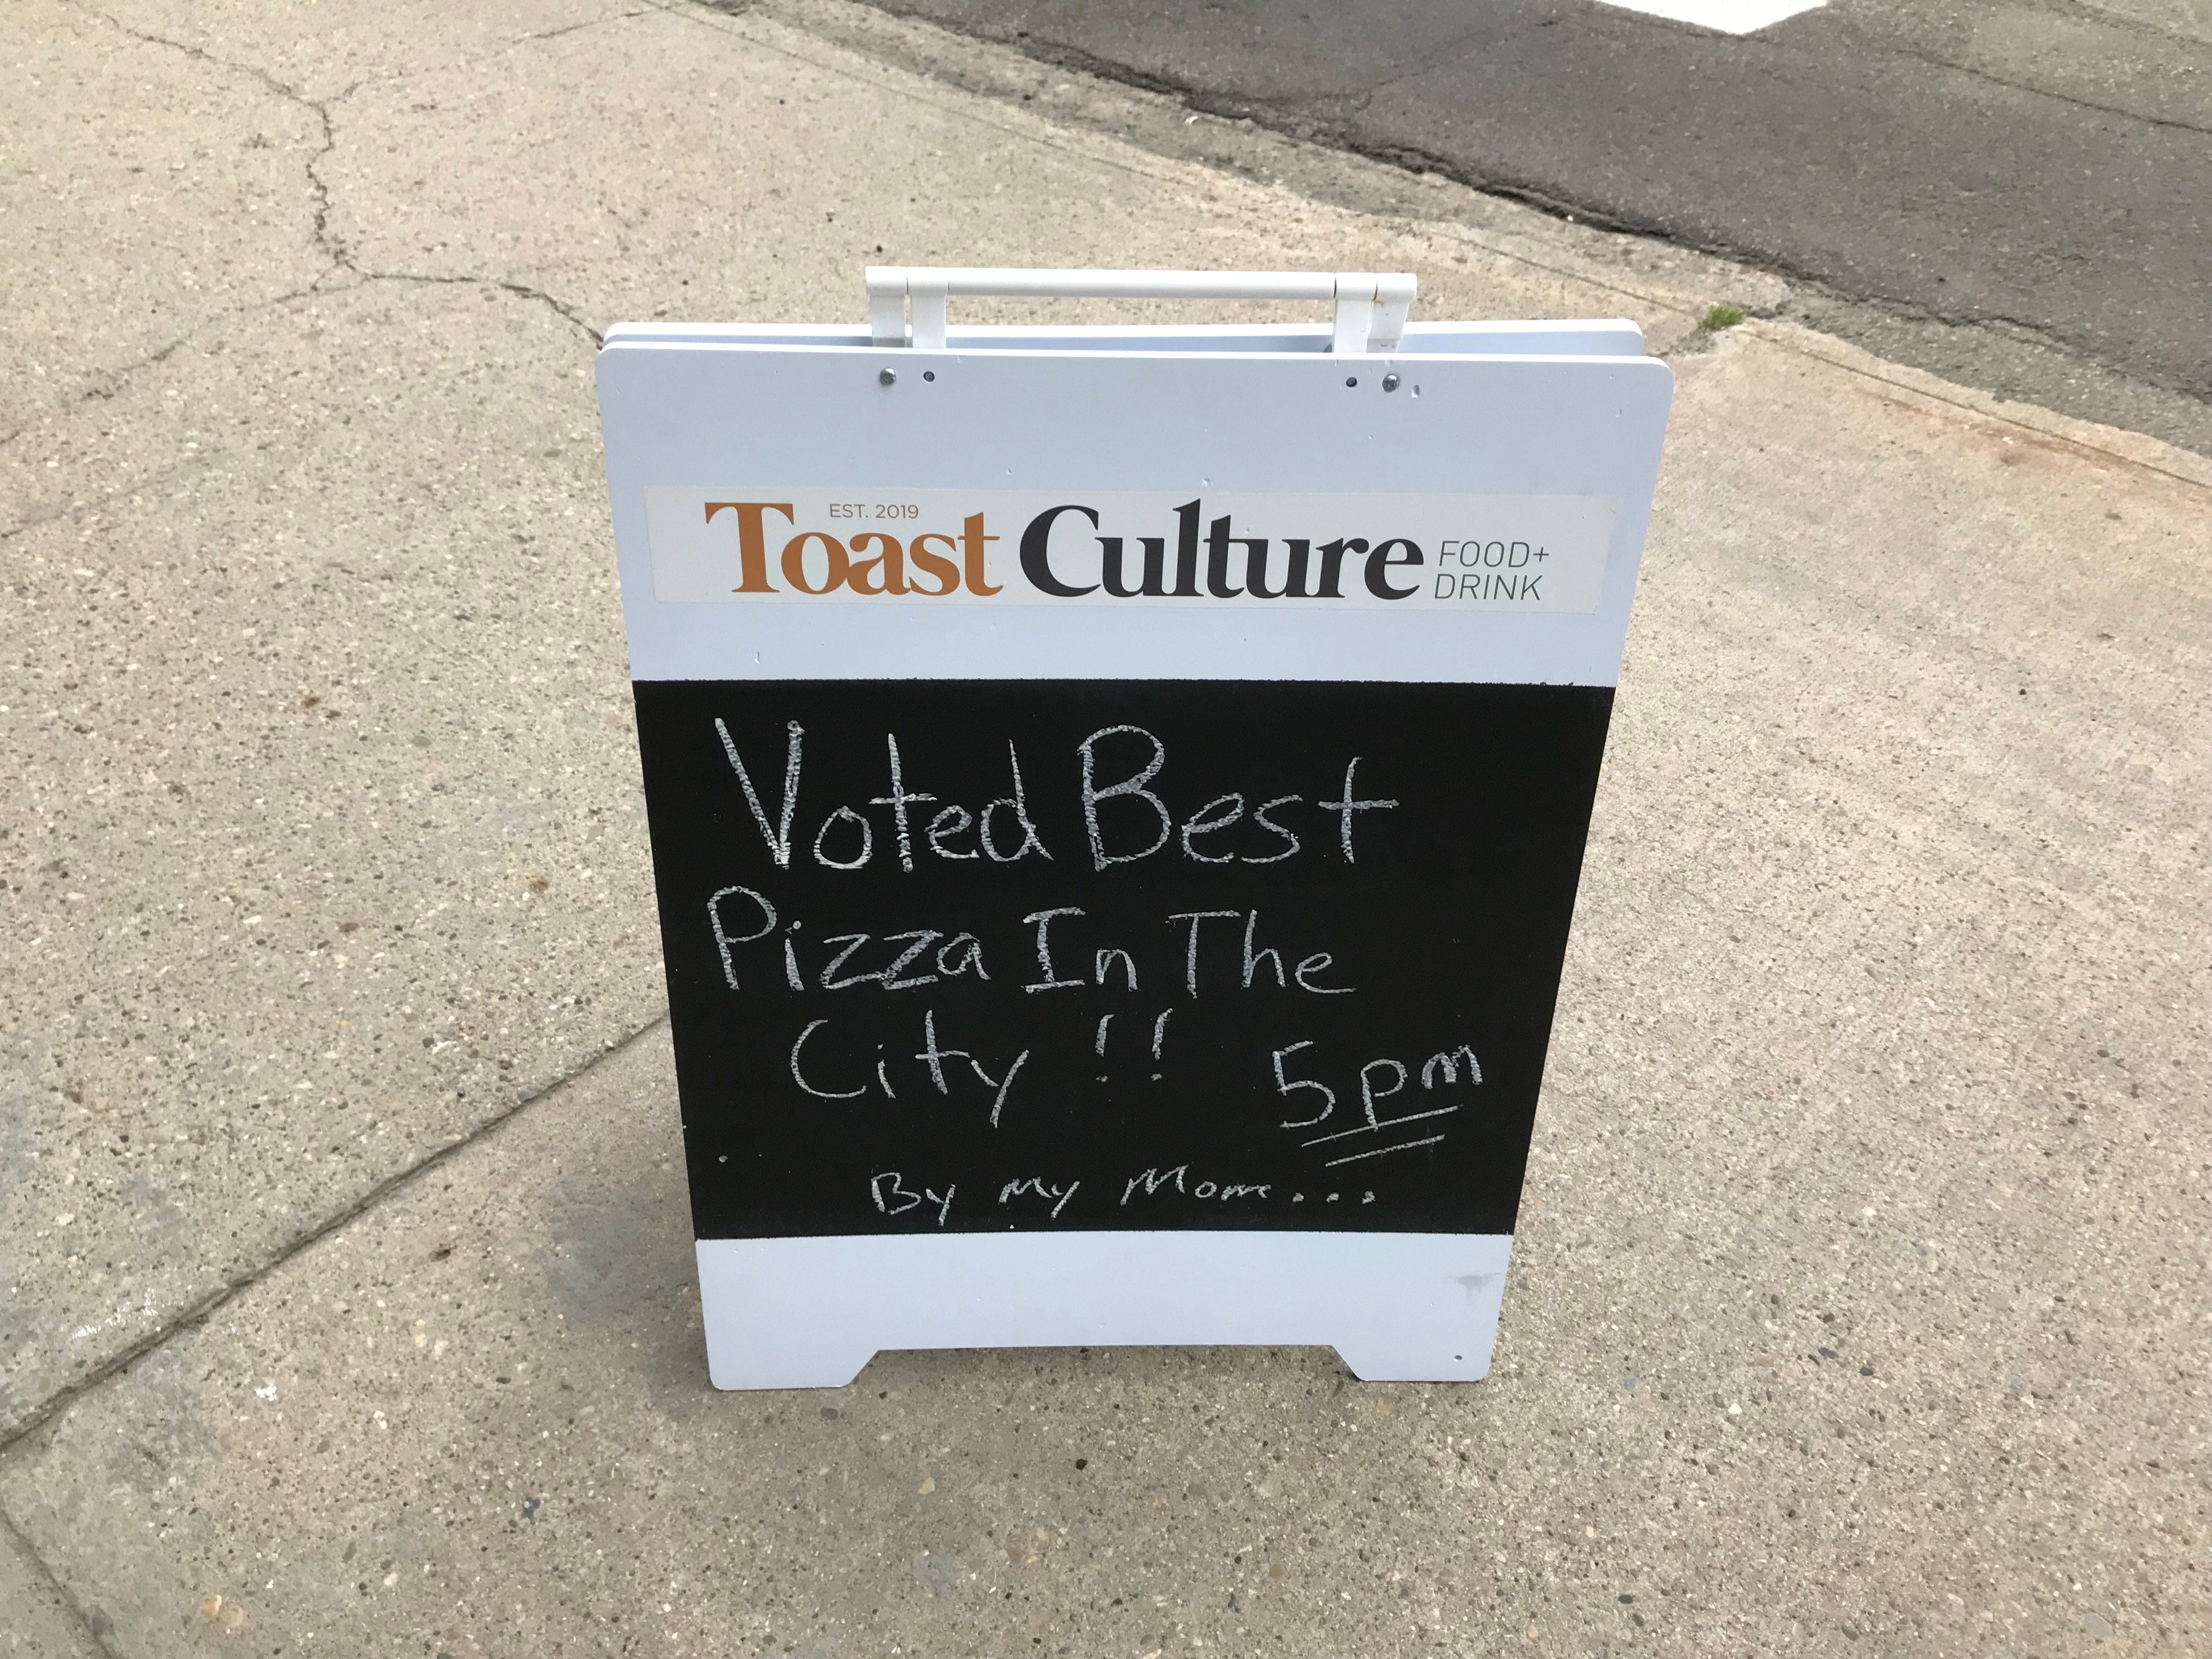 EST. 2019
Toast Culture FOOD+
DRINK
Voted Best
Pizza In The
City !! 5pm
By My Mom...